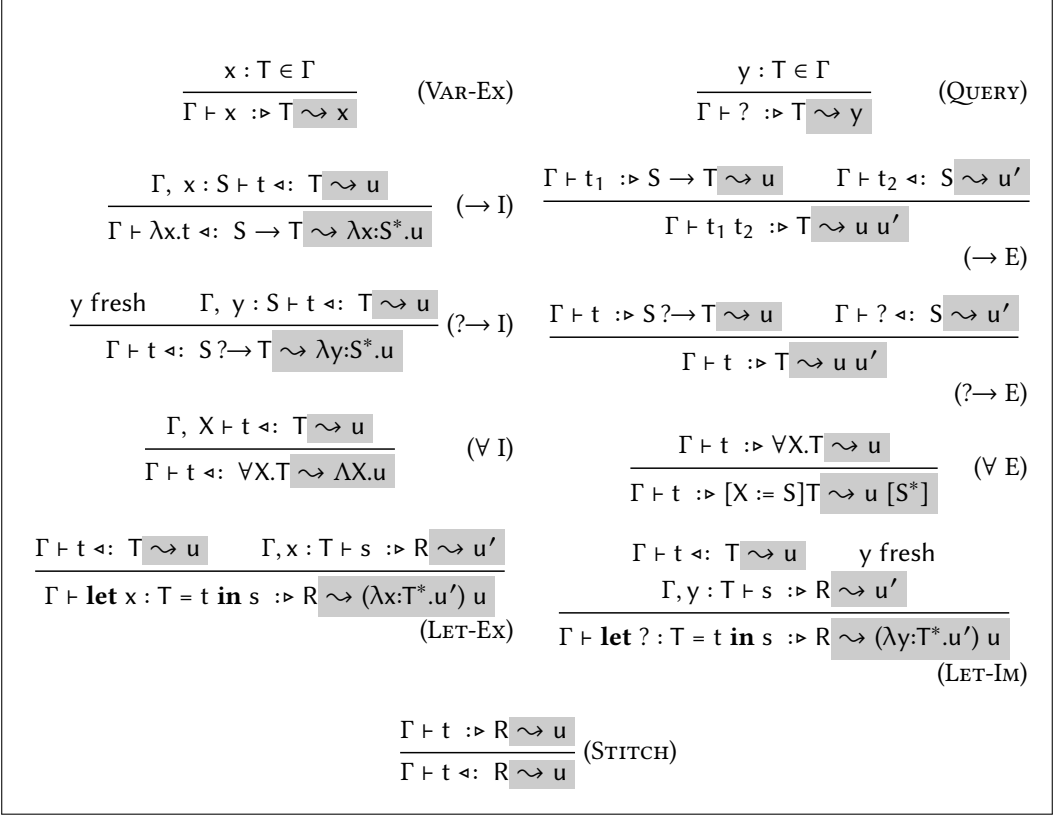 x : T ∈ Γ
Γ ⊢ x :▹ T ⤳ x
(Var-Ex)
y : T ∈ Γ
Γ ⊢ ? :▹ T ⤳ y
(Query)
Γ, x : S ⊢ t ◃: T ⤳ u
Γ ⊢ λx.t ◃: S → T ⤳ λx:S*.u
(→ I)
Γ ⊢ t₁ :▹ S → T ⤳ u Γ ⊢ t₂ ◃: S ⤳ u′
Γ ⊢ t₁ t₂ :▹ T ⤳ u u′
(→ E)
y fresh Γ, y : S ⊢ t ◃: T ⤳ u
Γ ⊢ t ◃: S ?→ T ⤳ λy:S*.u
(?→ I)
Γ ⊢ t :▹ S ?→ T ⤳ u Γ ⊢ ? ◃: S ⤳ u′
Γ ⊢ t :▹ T ⤳ u u′
(?→ E)
Γ, X ⊢ t ◃: T ⤳ u
Γ ⊢ t ◃: ∀X.T ⤳ ΛX.u
(∀ I)
Γ ⊢ t :▹ ∀X.T ⤳ u
Γ ⊢ t :▹ [X := S]T ⤳ u [S*]
(∀ E)
Γ ⊢ t ◃: T ⤳ u Γ, x : T ⊢ s :▹ R ⤳ u′
Γ ⊢ let x : T = t in s :▹ R ⤳ (λx:T*.u′) u
(Let-Ex)
Γ ⊢ t ◃: T ⤳ u y fresh
Γ, y : T ⊢ s :▹ R ⤳ u′
Γ ⊢ let ? : T = t in s :▹ R ⤳ (λy:T*.u′) u
(Let-Im)
Γ ⊢ t :▹ R ⤳ u
Γ ⊢ t ◃: R ⤳ u
(Stitch)